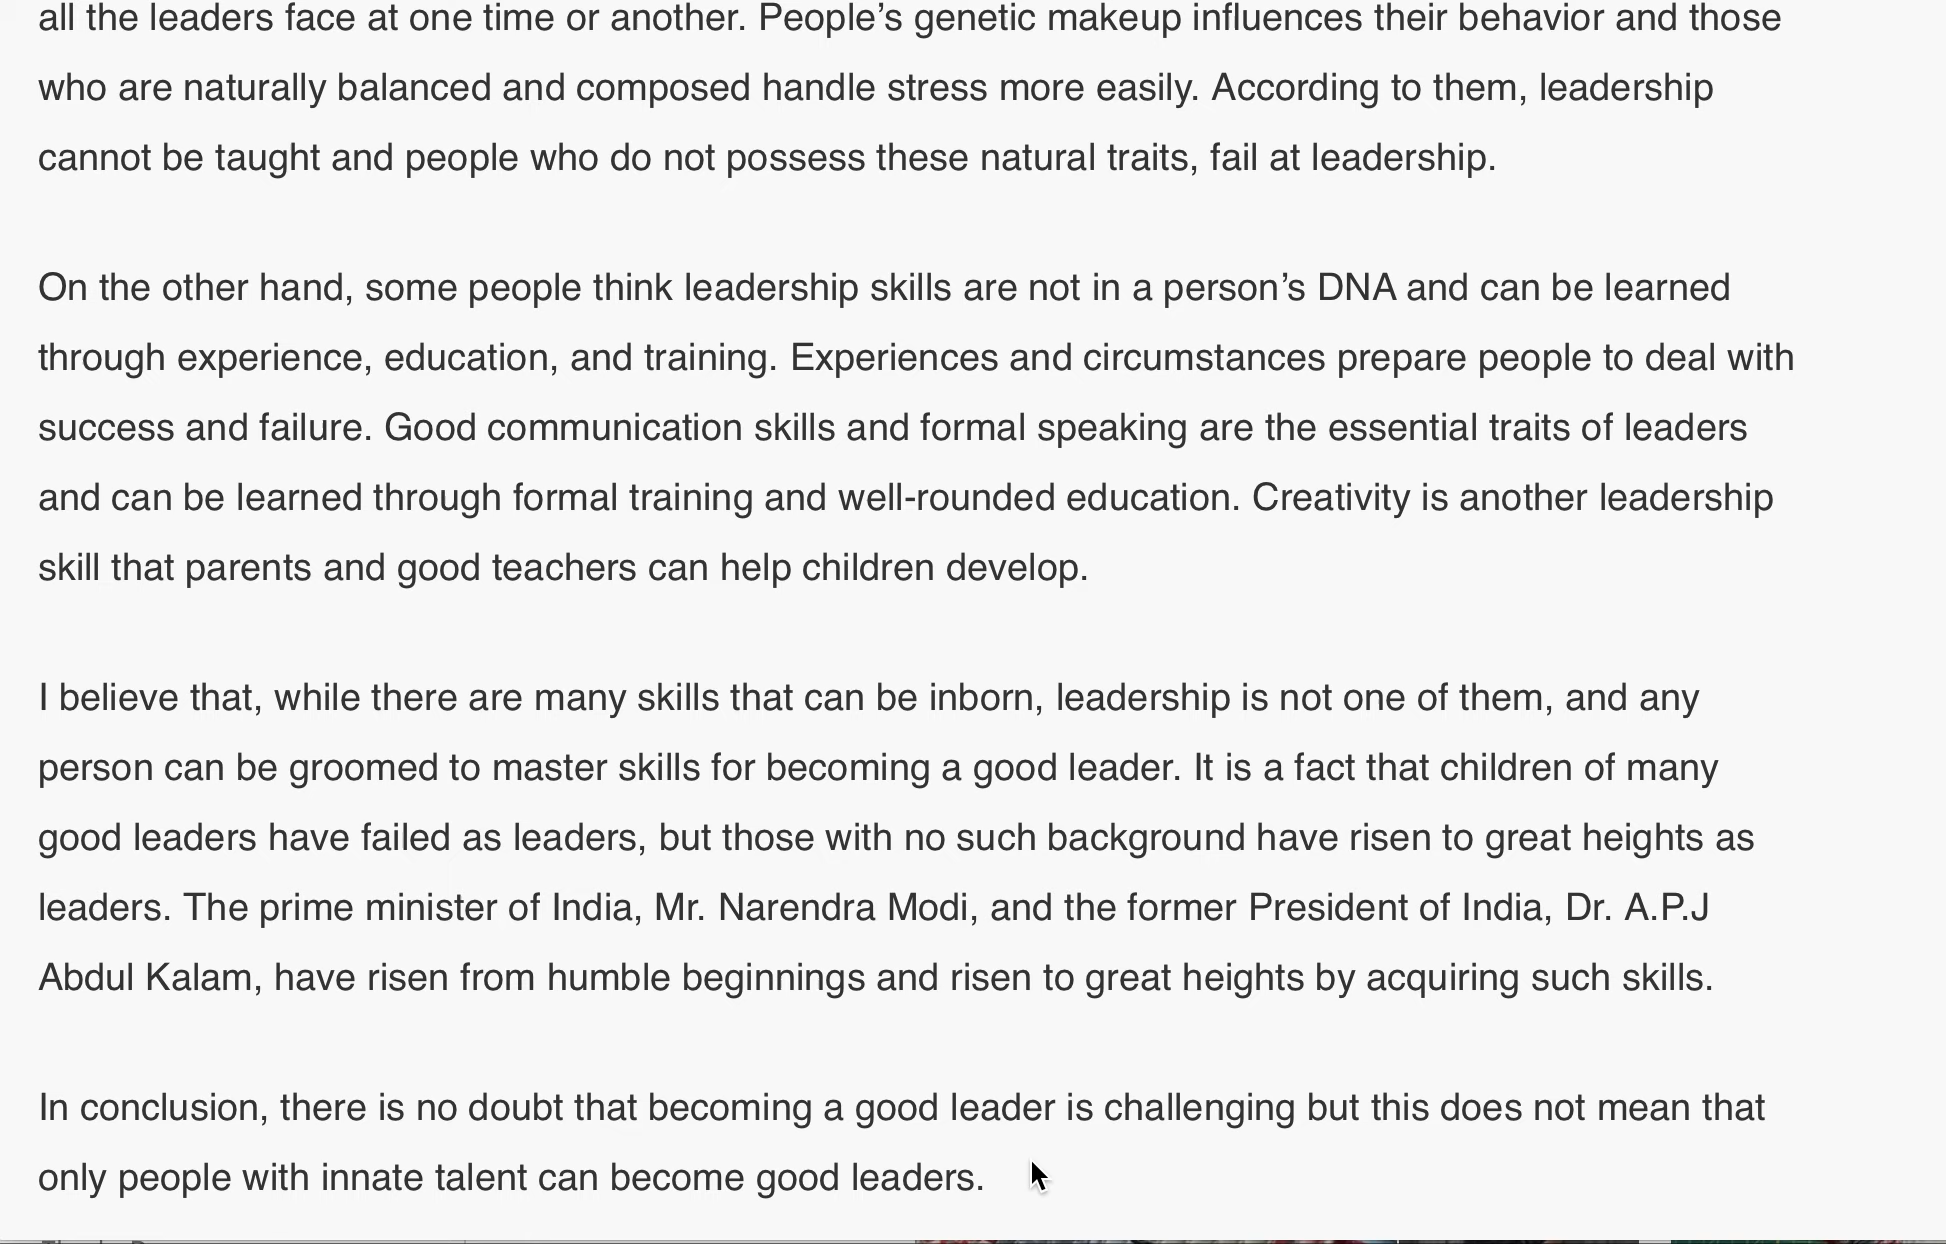 all the leaders face at one time or another. People’s genetic makeup influences their behavior and those
who are naturally balanced and composed handle stress more easily. According to them, leadership
cannot be taught and people who do not possess these natural traits, fail at leadership.
On the other hand, some people think leadership skills are not in a person’s DNA and can be learned
through experience, education, and training. Experiences and circumstances prepare people to deal with
success and failure. Good communication skills and formal speaking are the essential traits of leaders
and can be learned through formal training and well-rounded education. Creativity is another leadership
skill that parents and good teachers can help children develop.
I believe that, while there are many skills that can be inborn, leadership is not one of them, and any
person can be groomed to master skills for becoming a good leader. It is a fact that children of many
good leaders have failed as leaders, but those with no such background have risen to great heights as
leaders. The prime minister of India, Mr. Narendra Modi, and the former President of India, Dr. A.P.J
Abdul Kalam, have risen from humble beginnings and risen to great heights by acquiring such skills.
In conclusion, there is no doubt that becoming a good leader is challenging but this does not mean that
only people with innate talent can become good leaders.